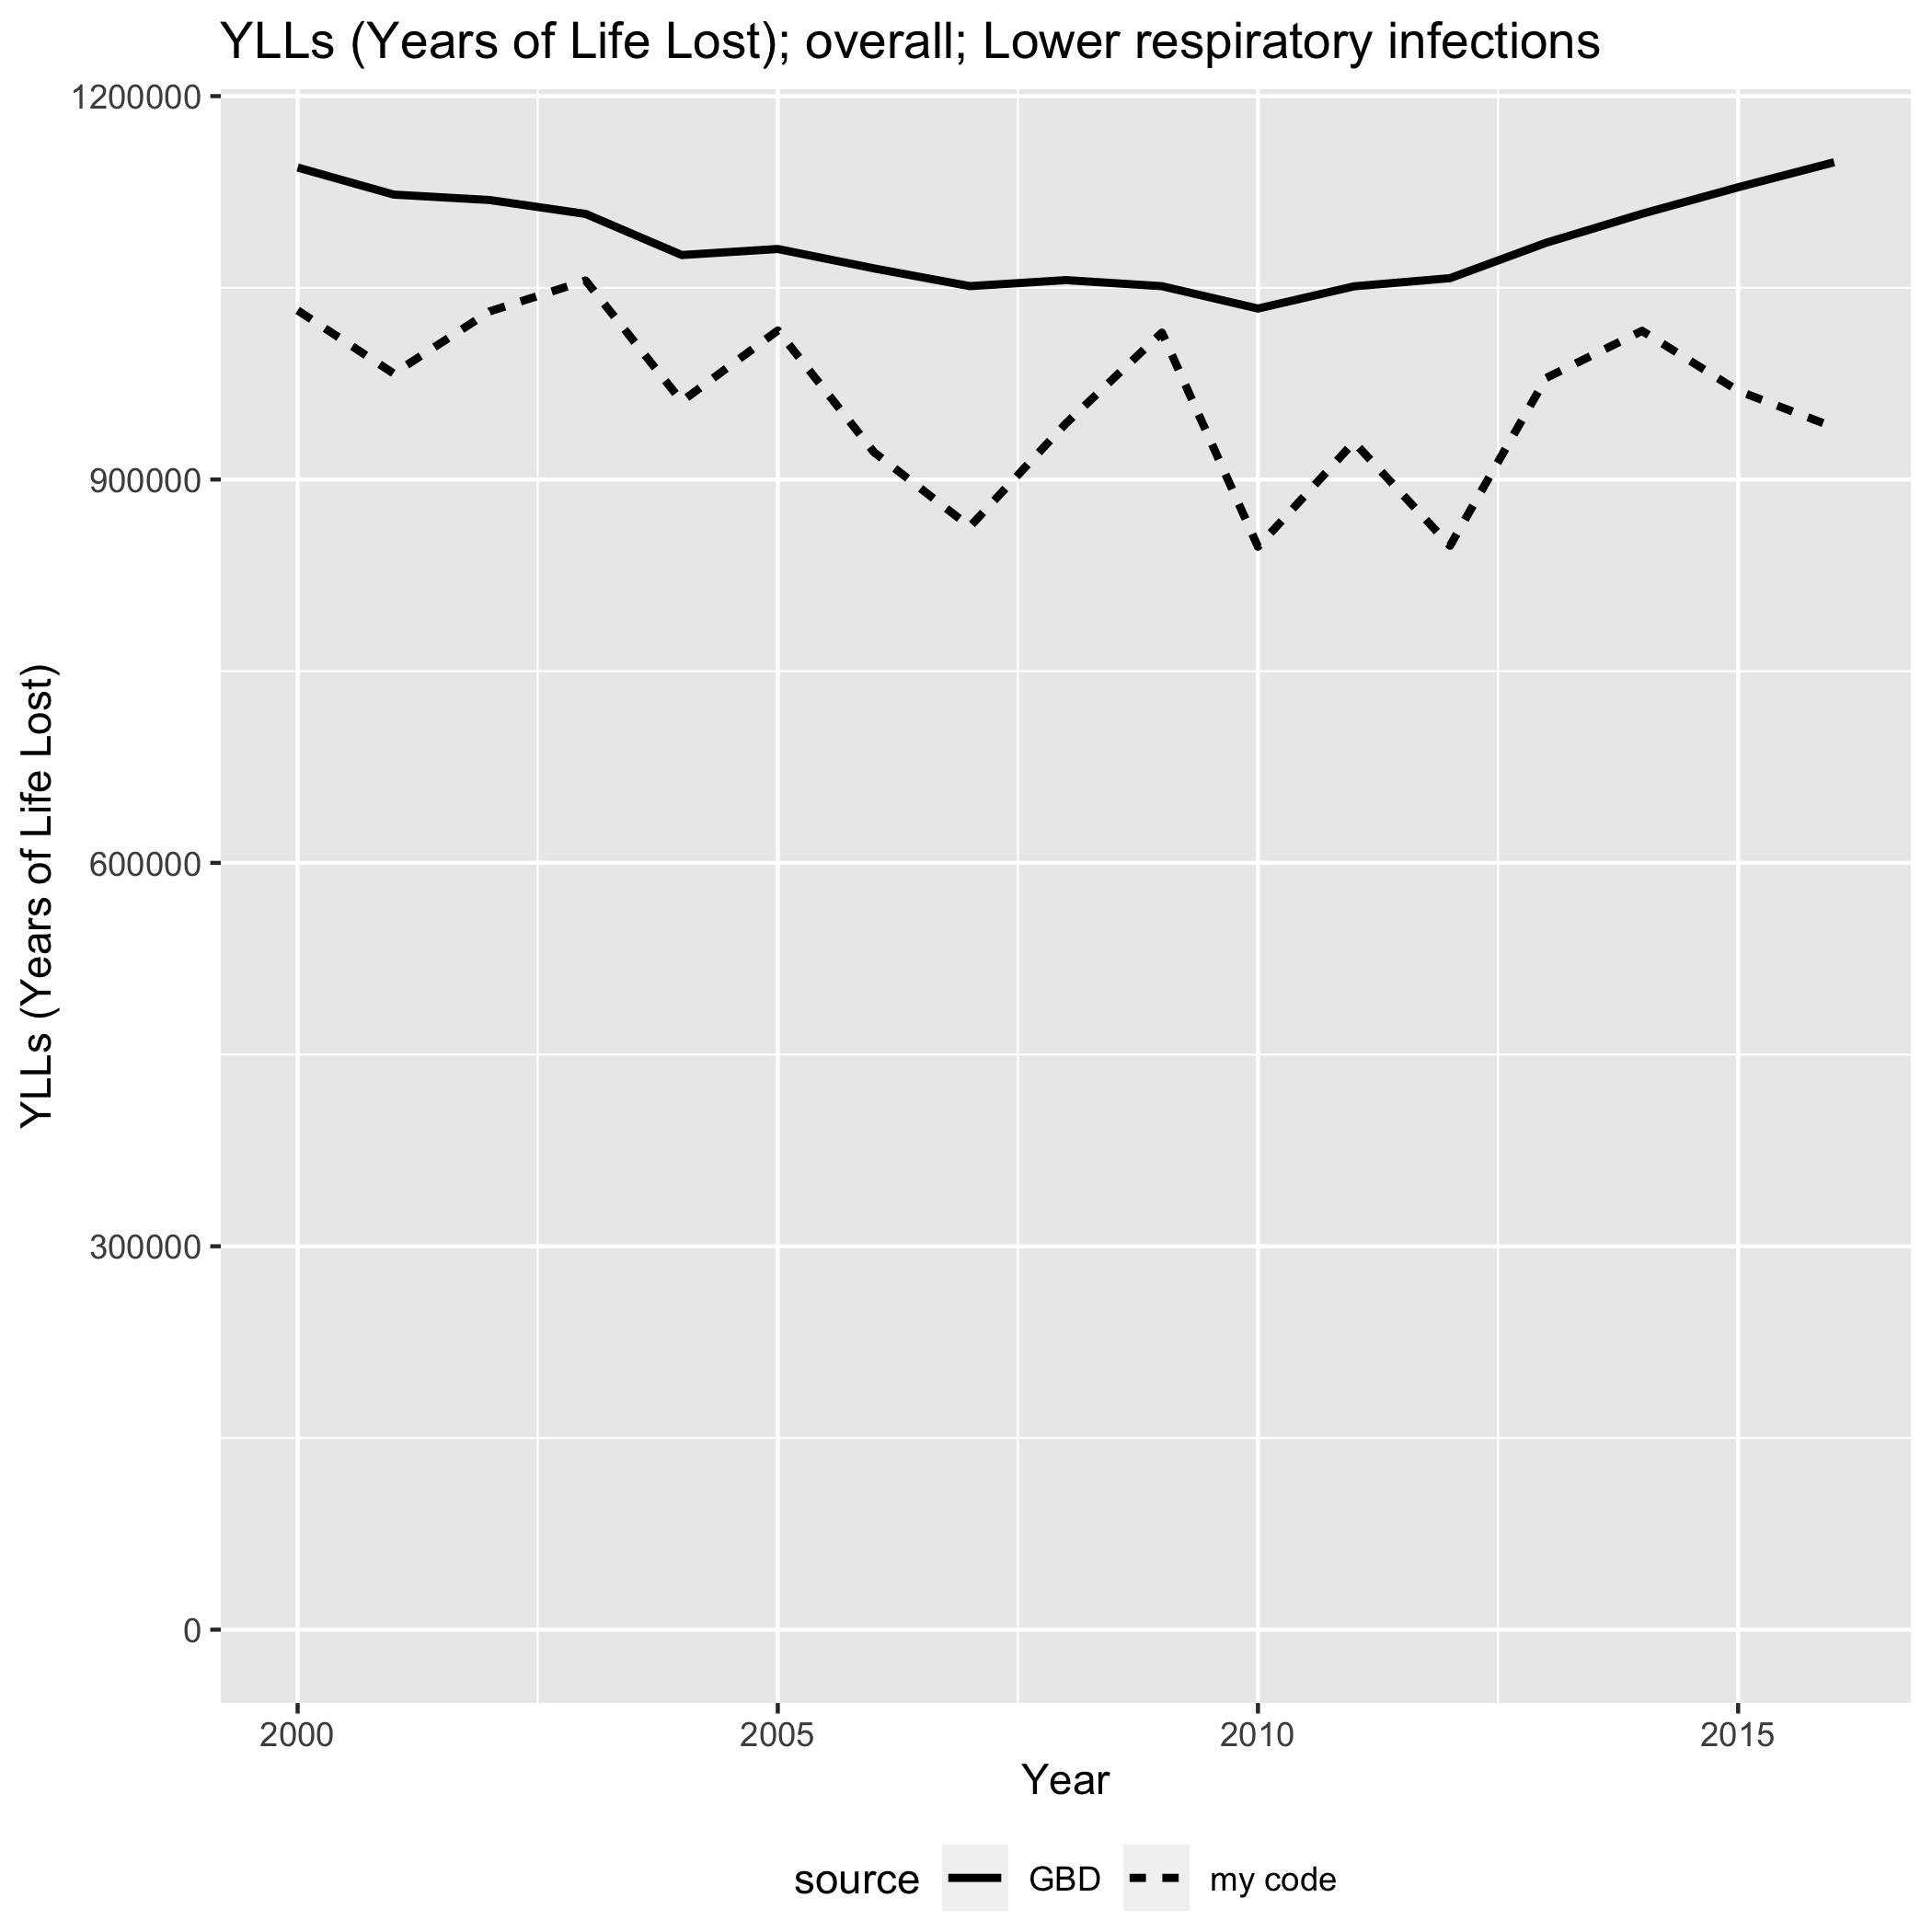 YLLs (Years of Life Lost); overall; Lower respiratory infections
YLLs (Years of Life Lost)
1200000
900000
600000
300000
0
2000 2005 2010 2015
Year
source GBD my code